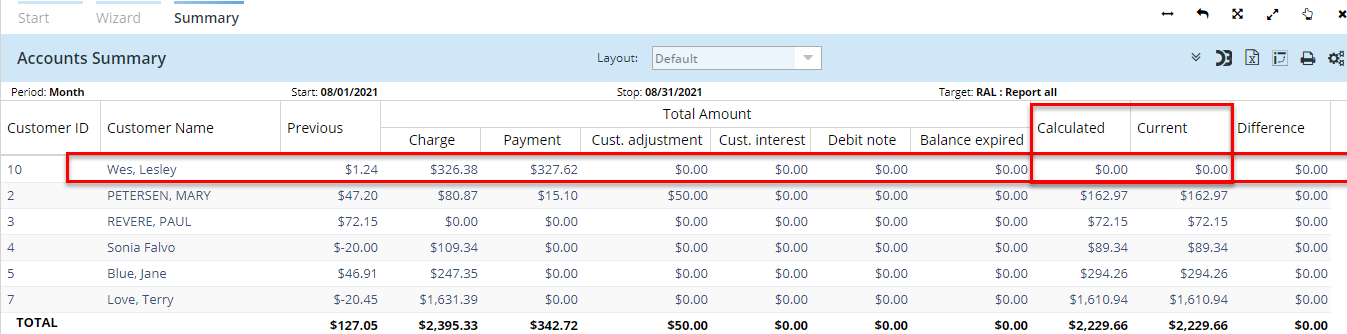 Start Wizard Summary
Accounts Summary Layout: Default
Period: Month Start: 08/01/2021 Stop: 08/31/2021 Target: RAL : Report all
Total Amount
Customer ID Customer Name Previous Calculated Current Difference
Charge Payment Cust. adjustment Cust. interest Debit note Balance expired
10 Wes, Lesley $1.24 $326.38 $327.62 $0.00 $0.00 $0.00 $0.00 $0.00 $0.00 $0.00
2 PETERSEN, MARY $47.20 $80.87 $15.10 $50.00 $0.00 $0.00 $0.00 $162.97 $162.97 $0.00
3 REVERE, PAUL $72.15 $0.00 $0.00 $0.00 $0.00 $0.00 $0.00 $72.15 $72.15 $0.00
4 Sonia Falvo $-20.00 $109.34 $0.00 $0.00 $0.00 $0.00 $0.00 $89.34 $89.34 $0.00
5 Blue, Jane $46.91 $247.35 $0.00 $0.00 $0.00 $0.00 $0.00 $294.26 $294.26 $0.00
7 Love, Terry $-20.45 $1,631.39 $0.00 $0.00 $0.00 $0.00 $0.00 $1,610.94 $1,610.94 $0.00
TOTAL $127.05 $2,395.33 $342.72 $50.00 $0.00 $0.00 $0.00 $2,229.66 $2,229.66 $0.00